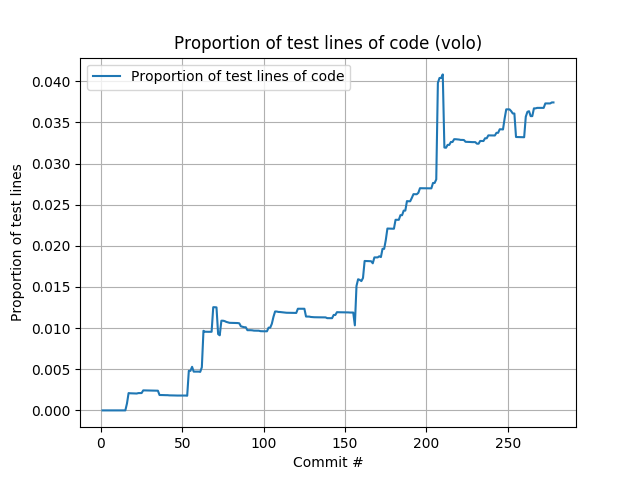 Proportion of test lines of code (volo)
Proportion of test lines of code
Proportion of test lines
0.040
0.035
0.030
0.025
0.020
0.015
0.010
0.005
0.000
0 50 100 150 200 250
Commit #